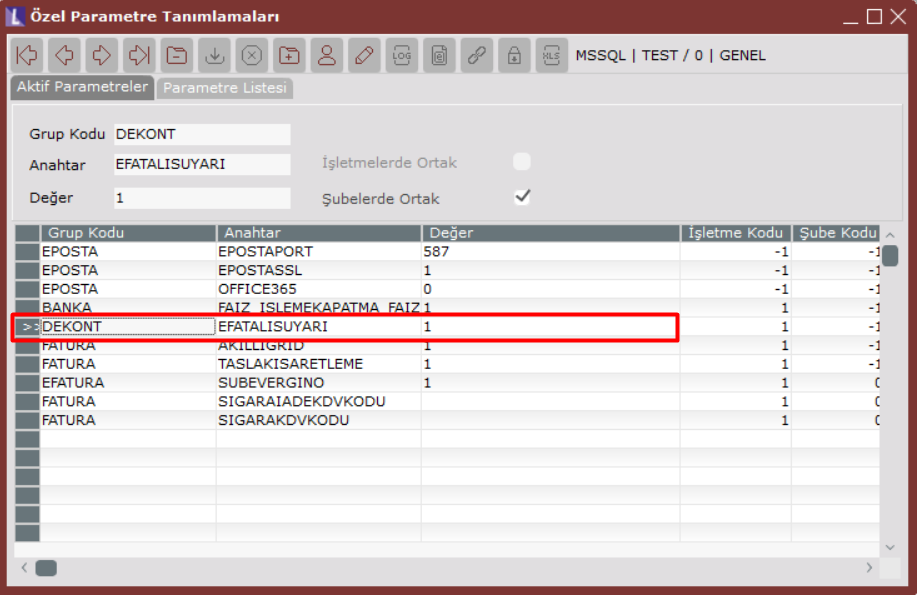 Özel Parametre Tanımlamaları
MSSQL | TEST / 0 | GENEL
Aktif Parametreler Parametre Listesi
Grup Kodu DEKONT
Anahtar EFATALISUYARI İşletmelerde Ortak
Değer 1 Şubelerde Ortak
Grup Kodu Anahtar Değer İşletme Kodu Şube Kodu
EPOSTA EPOSTAPORT 587 -1 -1
EPOSTA EPOSTASSL 1 -1 -1
EPOSTA OFFICE365 0 -1 -1
BANKA FAIZ_ISLEMEKAPATMA_FAIZ 1 1 -1
>> DEKONT EFATALISUYARI 1 1 -1
FATURA AKILLIGRID 1 1 -1
FATURA TASLAKISARETLEME 1 1 -1
EFATURA SUBEVERGINO 1 1 0
FATURA SIGARAIADEKDVKODU 1 0
FATURA SIGARAKDVKODU 1 0